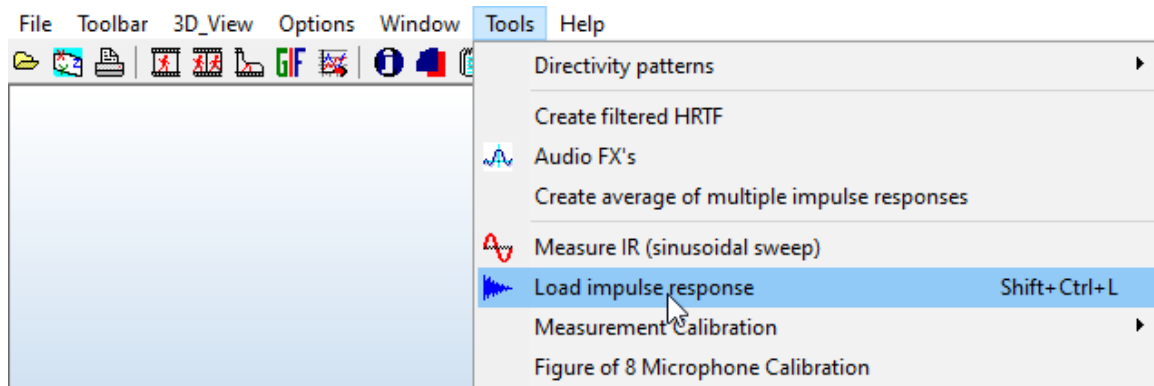 File Toolbar 3D_View Options Window Tools Help
GIF
Directivity patterns
Create filtered HRTF
Audio FX's
Create average of multiple impulse responses
Measure IR (sinusoidal sweep)
Load impulse response Shift+Ctrl+L
Measurement Calibration
Figure of 8 Microphone Calibration